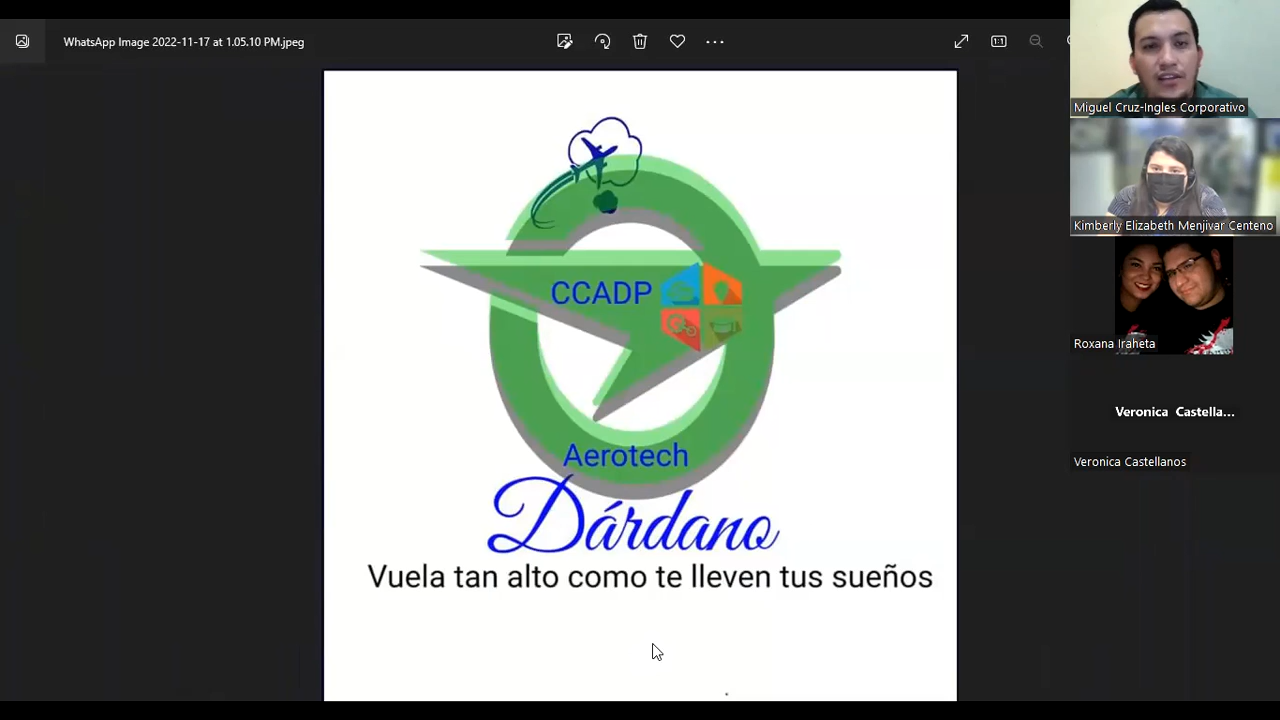 WhatsApp Image 2022-11-17 at 1.05.10 PM.jpeg
CCADP
Aerotech
Dárdano
Vuela tan alto como te lleven tus sueños
Miguel Cruz-Ingles Corporativo
Kimberly Elizabeth Menjivar Centeno
Roxana Iraheta
Veronica Castella...
Veronica Castellanos